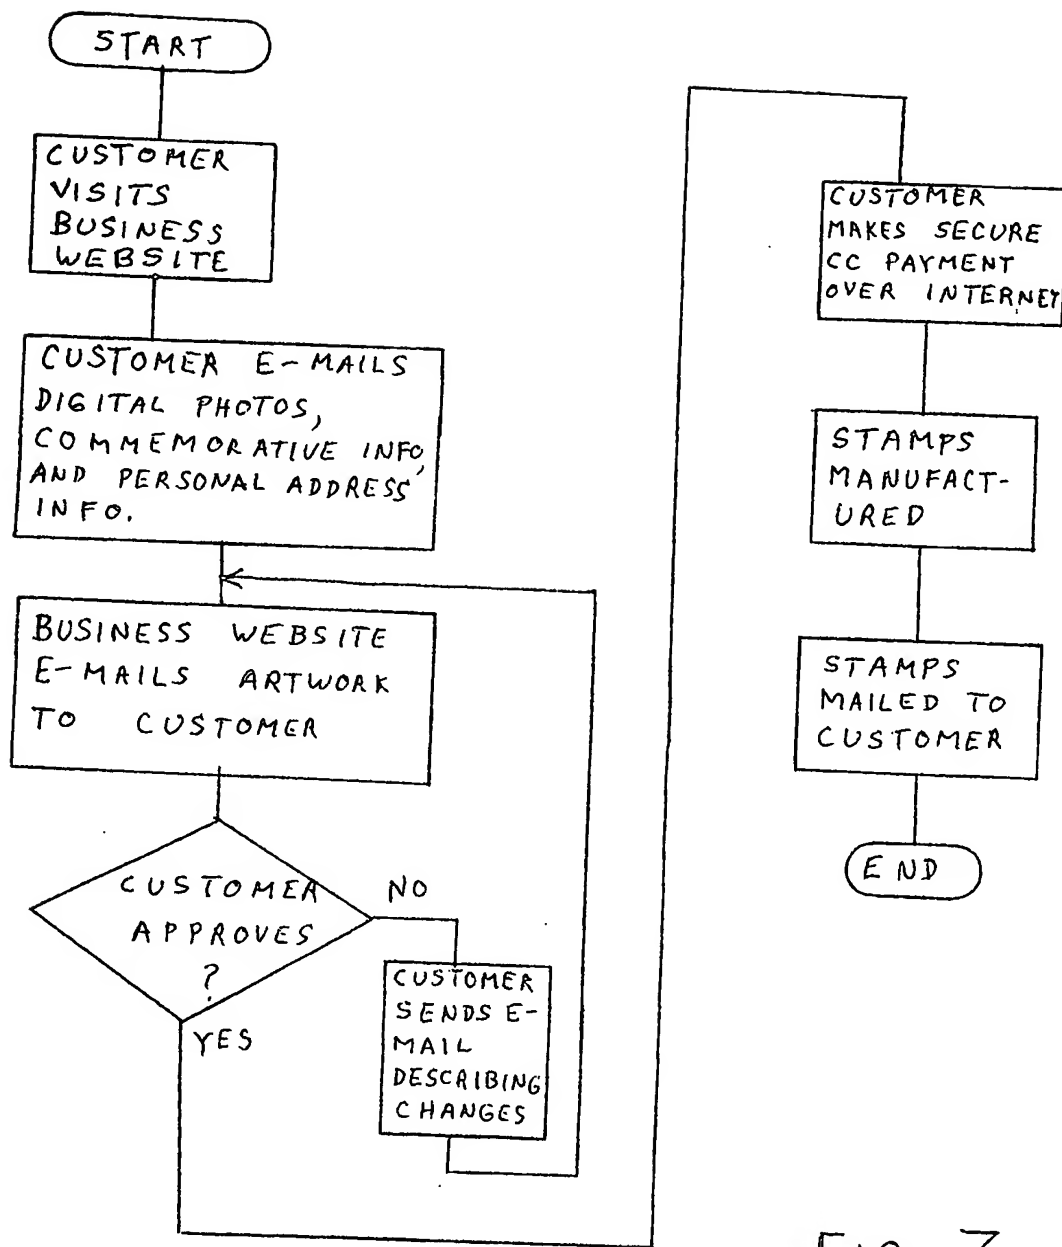 START
CUSTOMER
VISITS
BUSINESS
WEBSITE
CUSTOMER E-MAILS
DIGITAL PHOTOS,
COMMEMORATIVE INFO,
AND PERSONAL ADDRESS
INFO.
BUSINESS WEBSITE
E-MAILS ARTWORK
TO CUSTOMER
CUSTOMER
APPROVES
?
NO
YES
CUSTOMER
SENDS E-
MAIL
DESCRIBING
CHANGES
CUSTOMER
MAKES SECURE
CC PAYMENT
OVER INTERNET
STAMPS
MANUFACT-
URED
STAMPS
MAILED TO
CUSTOMER
END